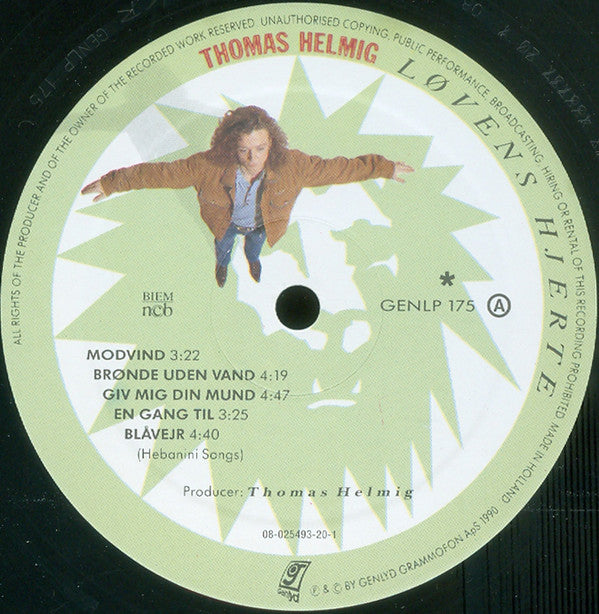 ALL RIGHTS OF THE PRODUCER AND OF THE OWNER OF THE RECORDED WORK RESERVED. UNAUTHORISED COPYING, PUBLIC PERFORMANCE, BROADCASTING, HIRING OR RENTAL OF THIS RECORDING PROHIBITED. MADE IN HOLLAND
THOMAS HELMIG
LØVENS HJERTE
BIEM
ncb
* GENLP 175 Ⓐ
MODVIND 3:22
BRØNDE UDEN VAND 4:19
GIV MIG DIN MUND 4:47
EN GANG TIL 3:25
BLÅVEJR 4:40
(Hebanini Songs)
Producer: Thomas Helmig
08-025493-20-1
Genlyd
℗ & © BY GENLYD GRAMMOFON ApS 1990
GENLP 175